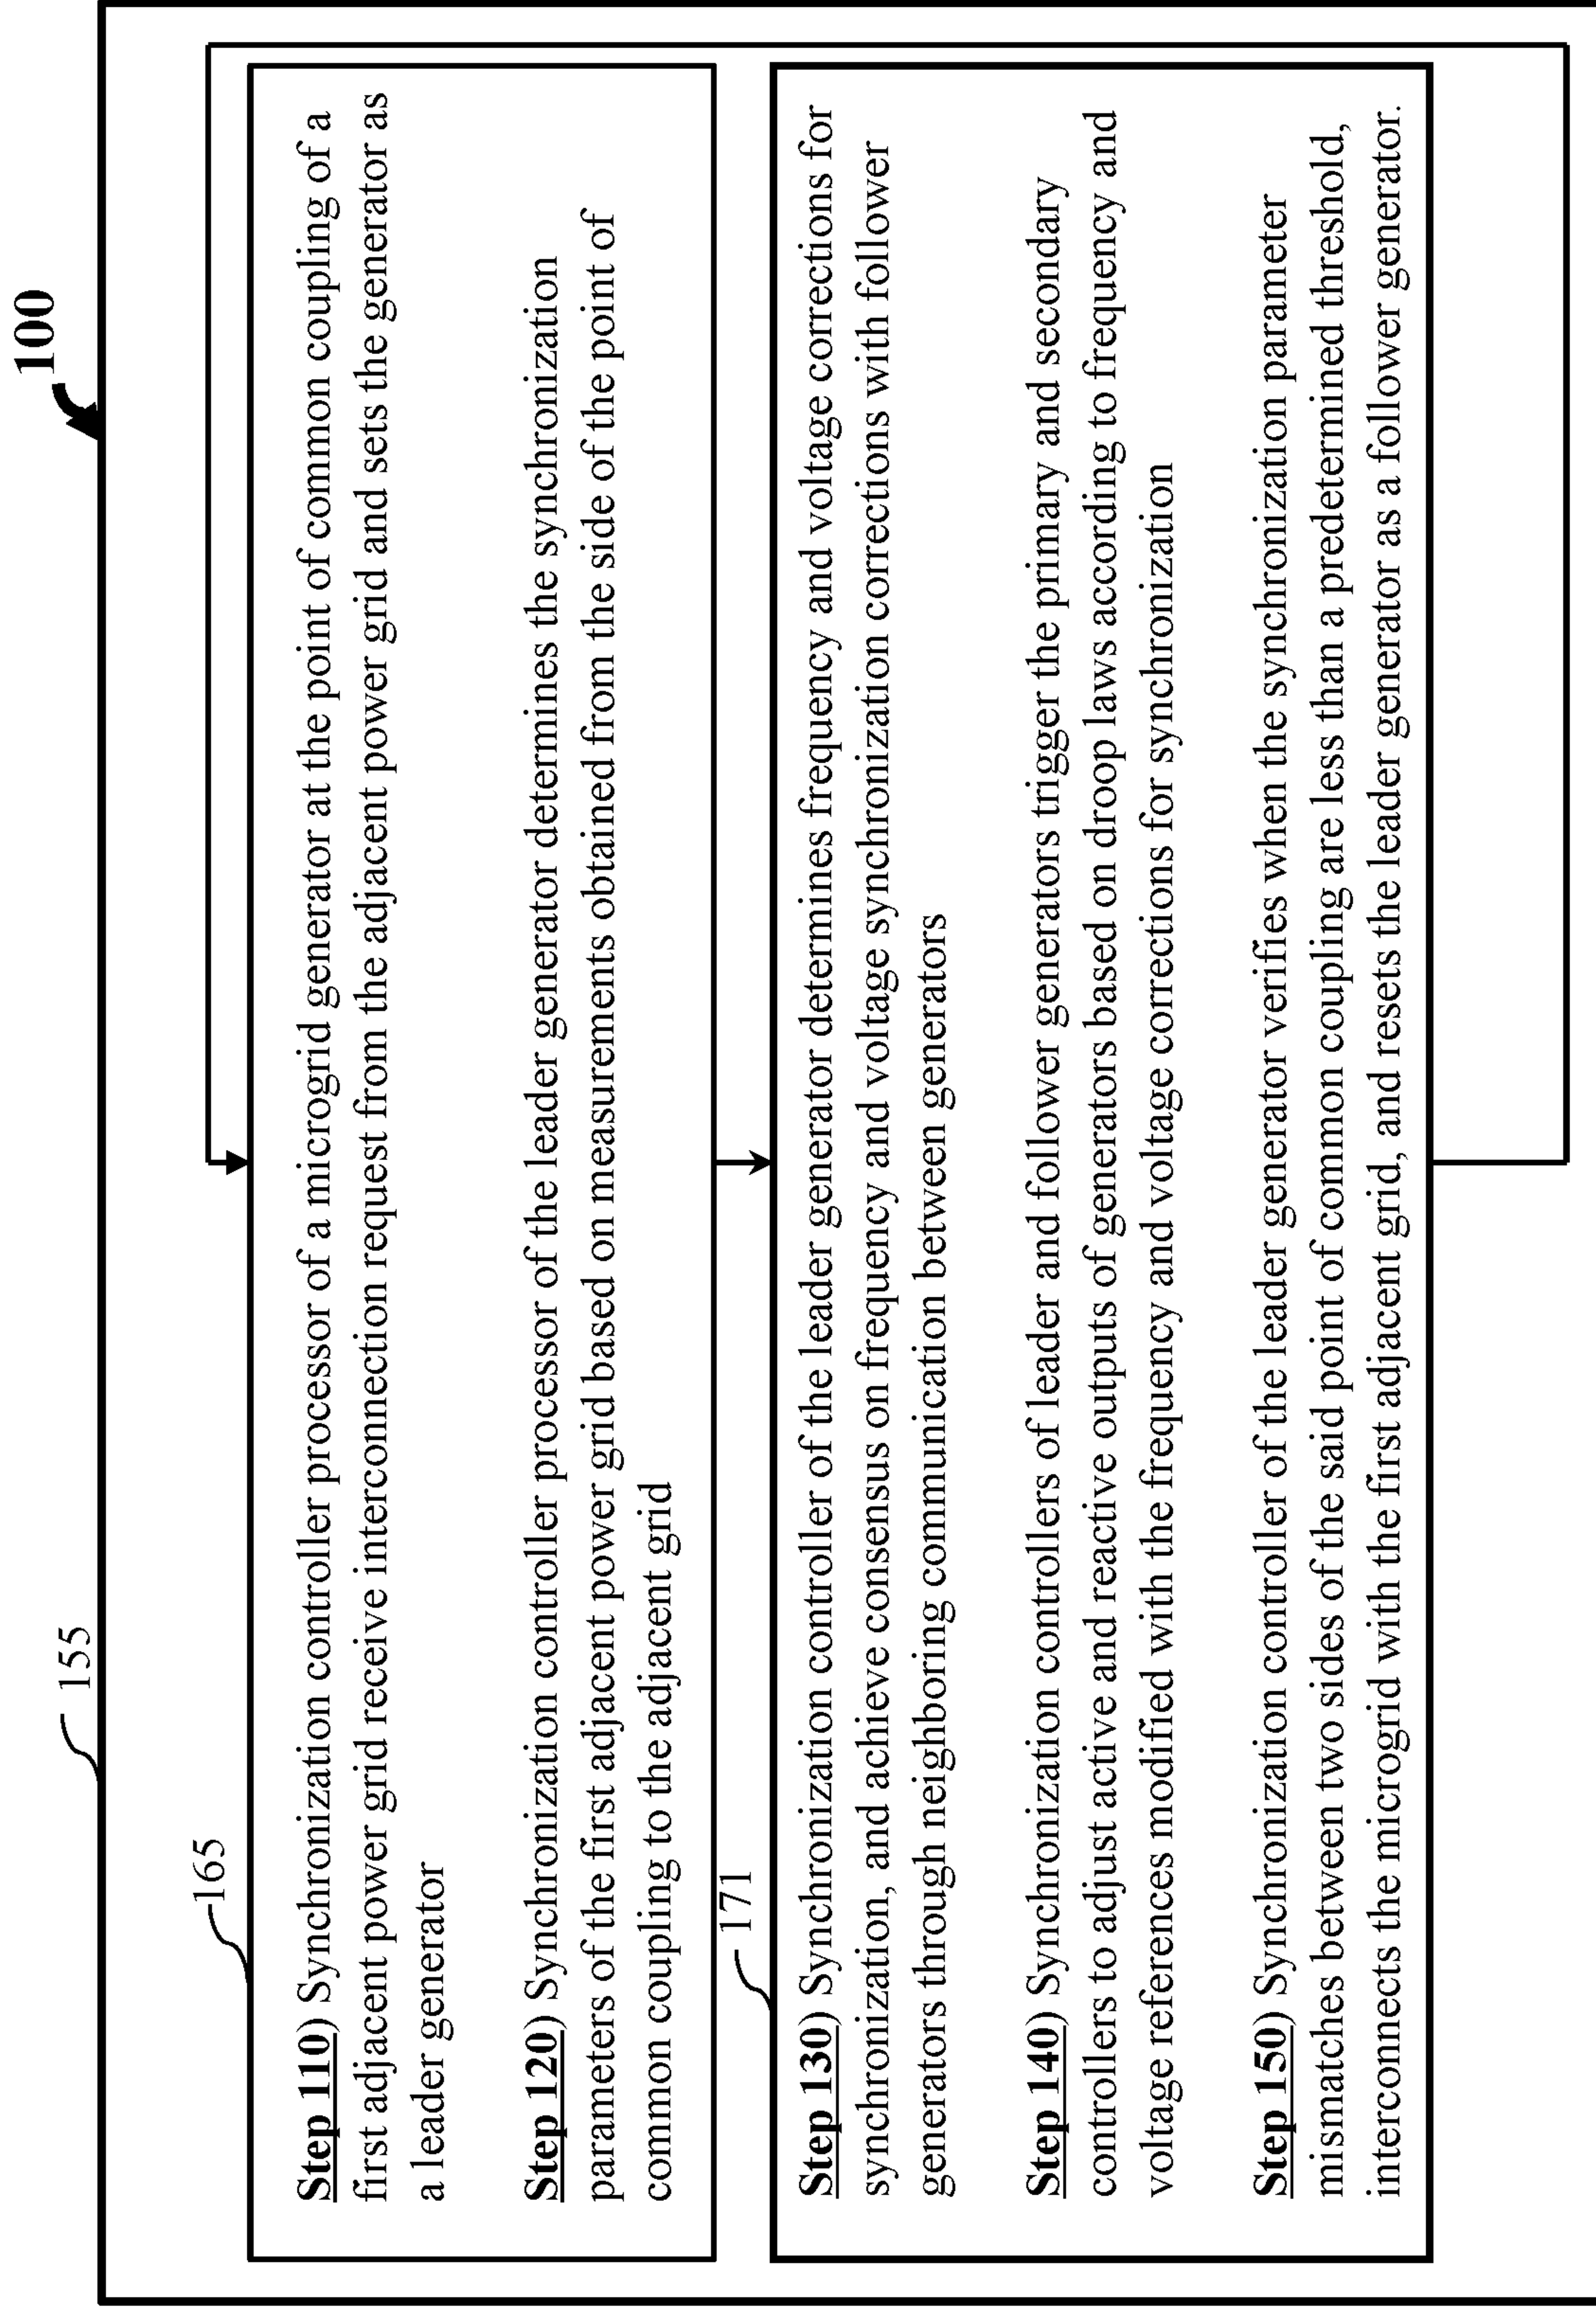 100
155
165
Step 110) Synchronization controller processor of a microgrid generator at the point of common coupling of a
first adjacent power grid receive interconnection request from the adjacent power grid and sets the generator as
a leader generator
Step 120) Synchronization controller processor of the leader generator determines the synchronization
parameters of the first adjacent power grid based on measurements obtained from the side of the point of
common coupling to the adjacent grid
171
Step 130) Synchronization controller of the leader generator determines frequency and voltage corrections for
synchronization, and achieve consensus on frequency and voltage synchronization corrections with follower
generators through neighboring communication between generators
Step 140) Synchronization controllers of leader and follower generators trigger the primary and secondary
controllers to adjust active and reactive outputs of generators based on droop laws according to frequency and
voltage references modified with the frequency and voltage corrections for synchronization
Step 150) Synchronization controller of the leader generator verifies when the synchronization parameter
mismatches between two sides of the said point of common coupling are less than a predetermined threshold,
interconnects the microgrid with the first adjacent grid, and resets the leader generator as a follower generator.